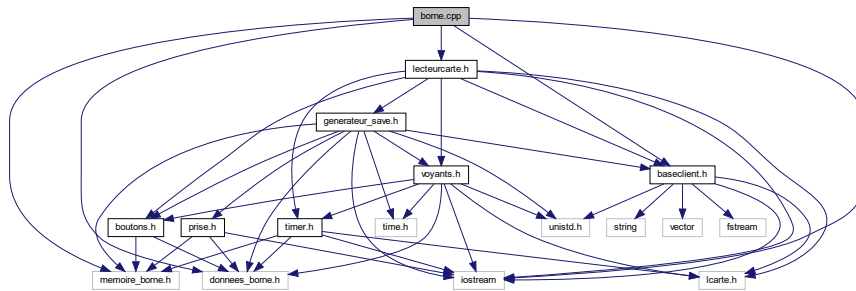 borne.cpp
lecteurcarte.h
generateur_save.h
voyants.h
baseclient.h
boutons.h
prise.h
timer.h
time.h
unistd.h
string
vector
fstream
memoire_borne.h
donnees_borne.h
iostream
lcarte.h